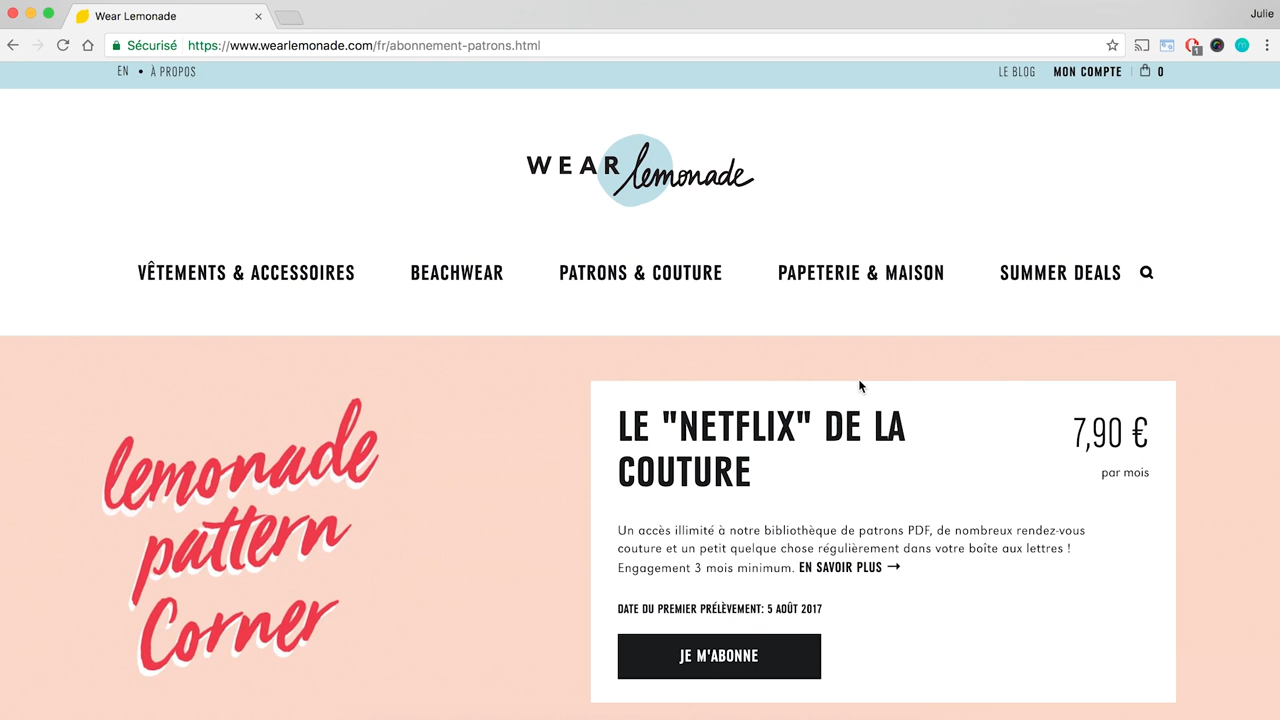 Wear Lemonade
Julie
Sécurisé https://www.wearlemonade.com/fr/abonnement-patrons.html
1
EN • À PROPOS
LE BLOG MON COMPTE 0
WEAR lemonade
VÊTEMENTS & ACCESSOIRES BEACHWEAR PATRONS & COUTURE PAPETERIE & MAISON SUMMER DEALS
lemonade
pattern
Corner
LE "NETFLIX" DE LA
COUTURE
7,90 €
par mois
Un accès illimité à notre bibliothèque de patrons PDF, de nombreux rendez-vous
couture et un petit quelque chose régulièrement dans votre boîte aux lettres !
Engagement 3 mois minimum. EN SAVOIR PLUS →
DATE DU PREMIER PRÉLÈVEMENT: 5 AOÛT 2017
JE M'ABONNE